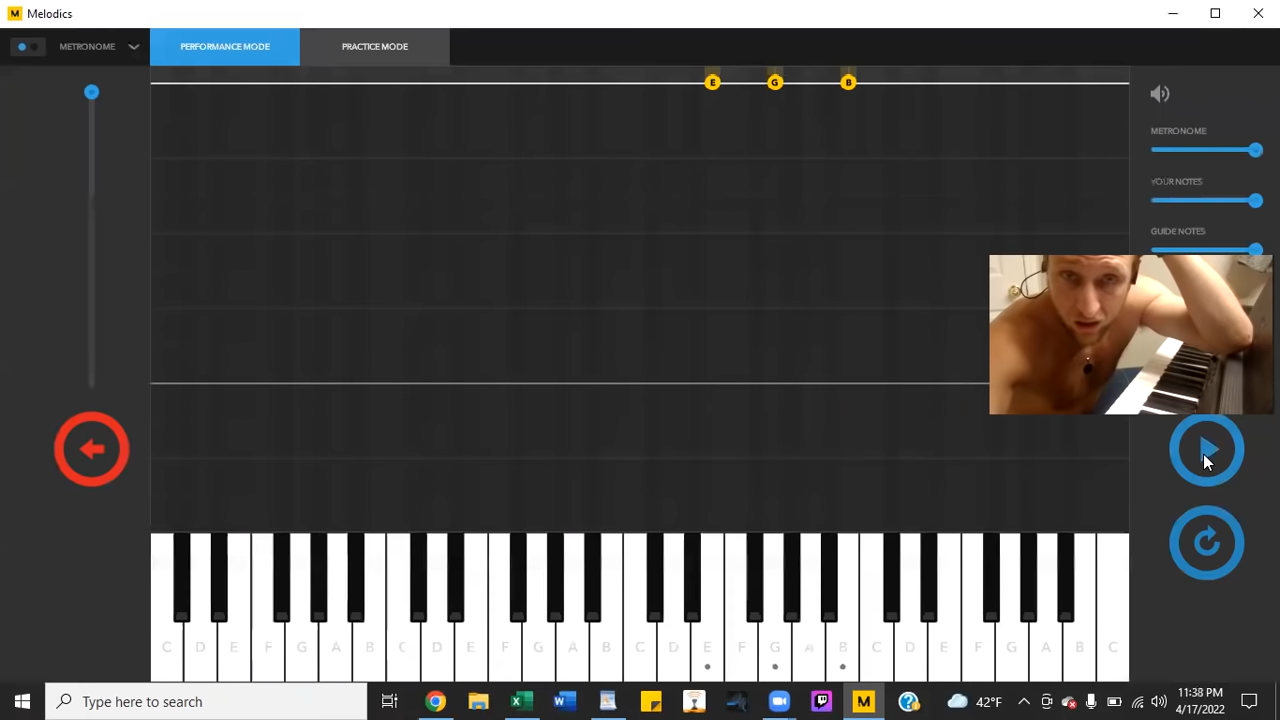 Melodics
METRONOME
PERFORMANCE MODE
PRACTICE MODE
E G B
METRONOME
YOUR NOTES
GUIDE NOTES
C D E F G A B C D E F G A B C D E F G A B C D E F G A B C
Type here to search
42°F
11:38 PM
4/17/2022